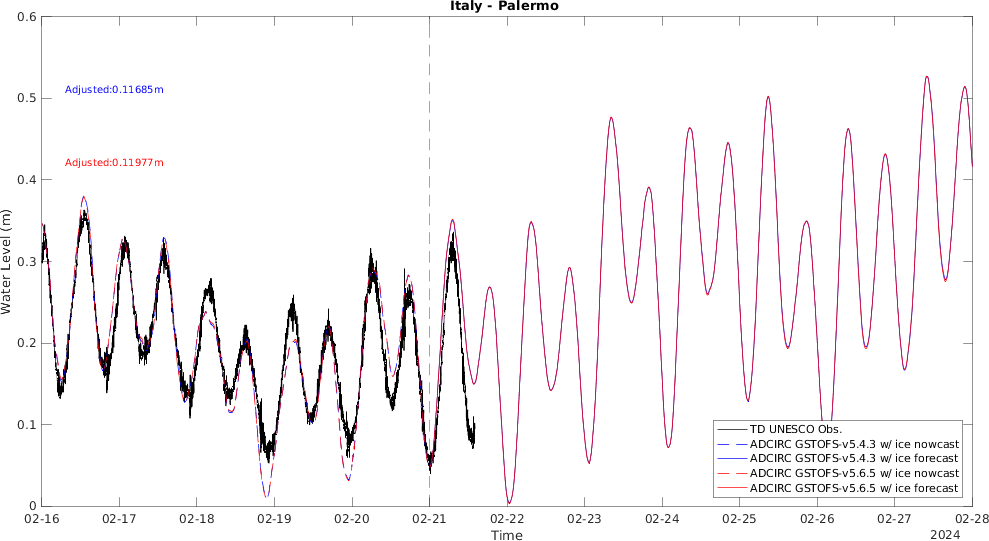 Italy - Palermo
0.6
Adjusted:0.11685m
0.5
Adjusted:0.11977m
0.4
0.3
0.2
0.1
0
Water Level (m)
TD UNESCO Obs.
ADCIRC GSTOFS-v5.4.3 w/ ice nowcast
ADCIRC GSTOFS-v5.4.3 w/ ice forecast
ADCIRC GSTOFS-v5.6.5 w/ ice nowcast
ADCIRC GSTOFS-v5.6.5 w/ ice forecast
02-16 02-17 02-18 02-19 02-20 02-21 02-22 02-23 02-24 02-25 02-26 02-27 02-28
Time
2024